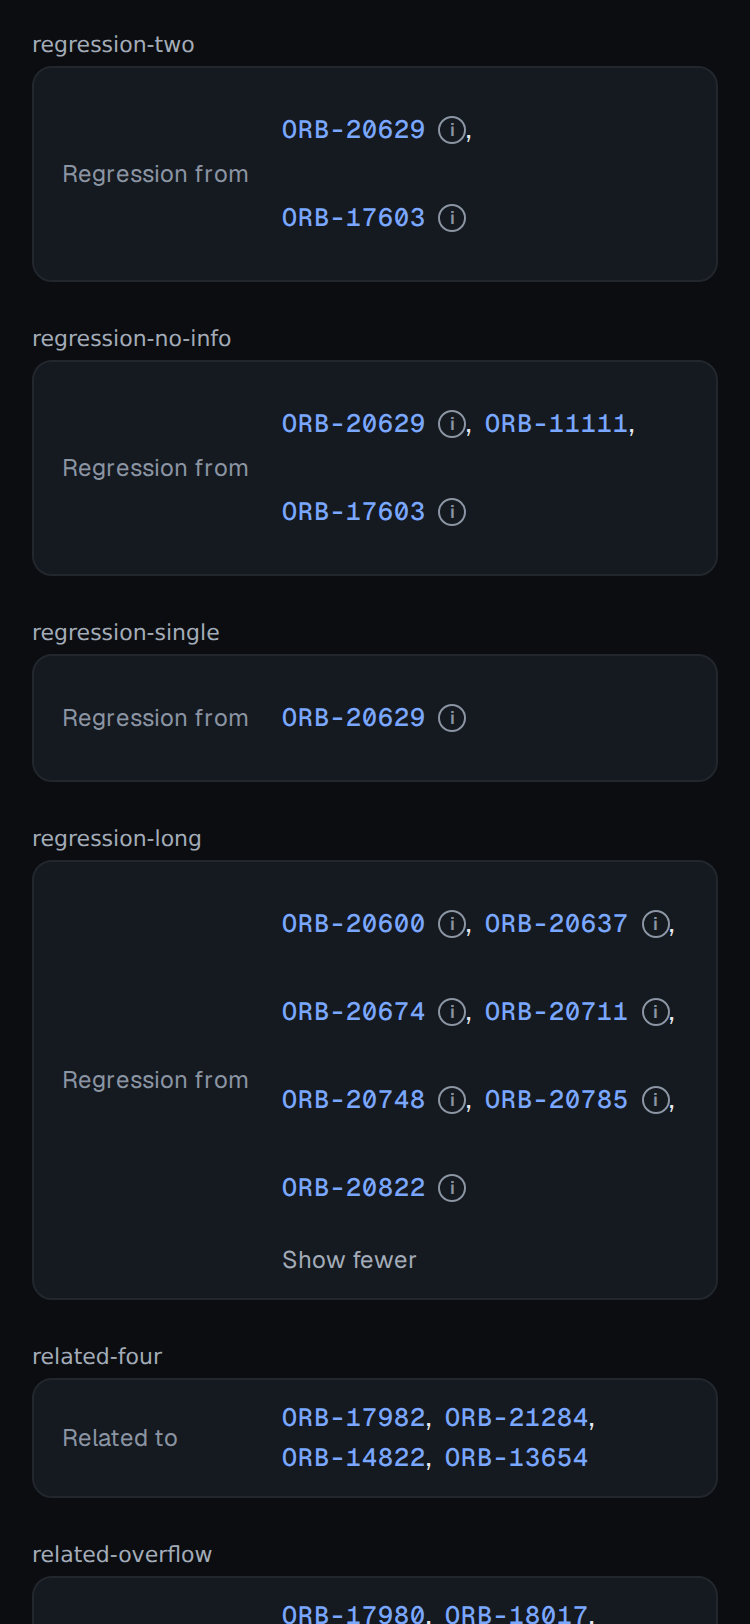 regression-two
ORB-20629 i,
Regression from
ORB-17603 i
regression-no-info
ORB-20629 i, ORB-11111,
Regression from
ORB-17603 i
regression-single
Regression from ORB-20629 i
regression-long
ORB-20600 i, ORB-20637 i,
ORB-20674 i, ORB-20711 i,
Regression from
ORB-20748 i, ORB-20785 i,
ORB-20822 i
Show fewer
related-four
ORB-17982, ORB-21284,
Related to
ORB-14822, ORB-13654
related-overflow
ORB-17980, ORB-18017,